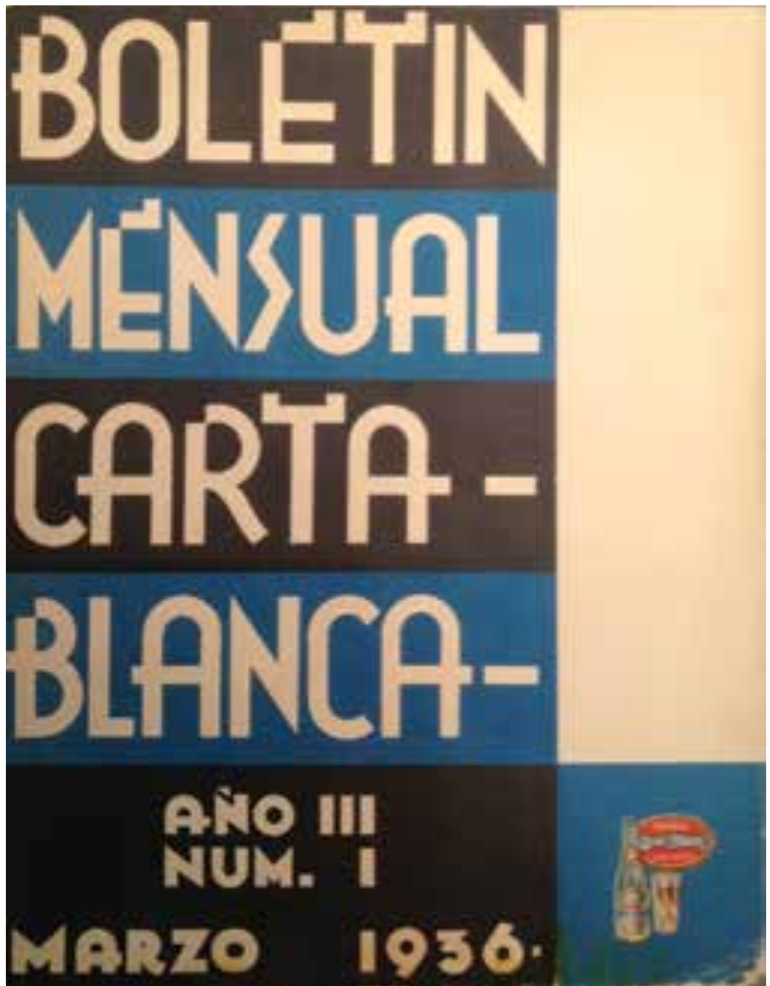 BOLETIN
MENSUAL
CARTA-
BLANCA-
AÑO III
NUM. I
MARZO 1936.